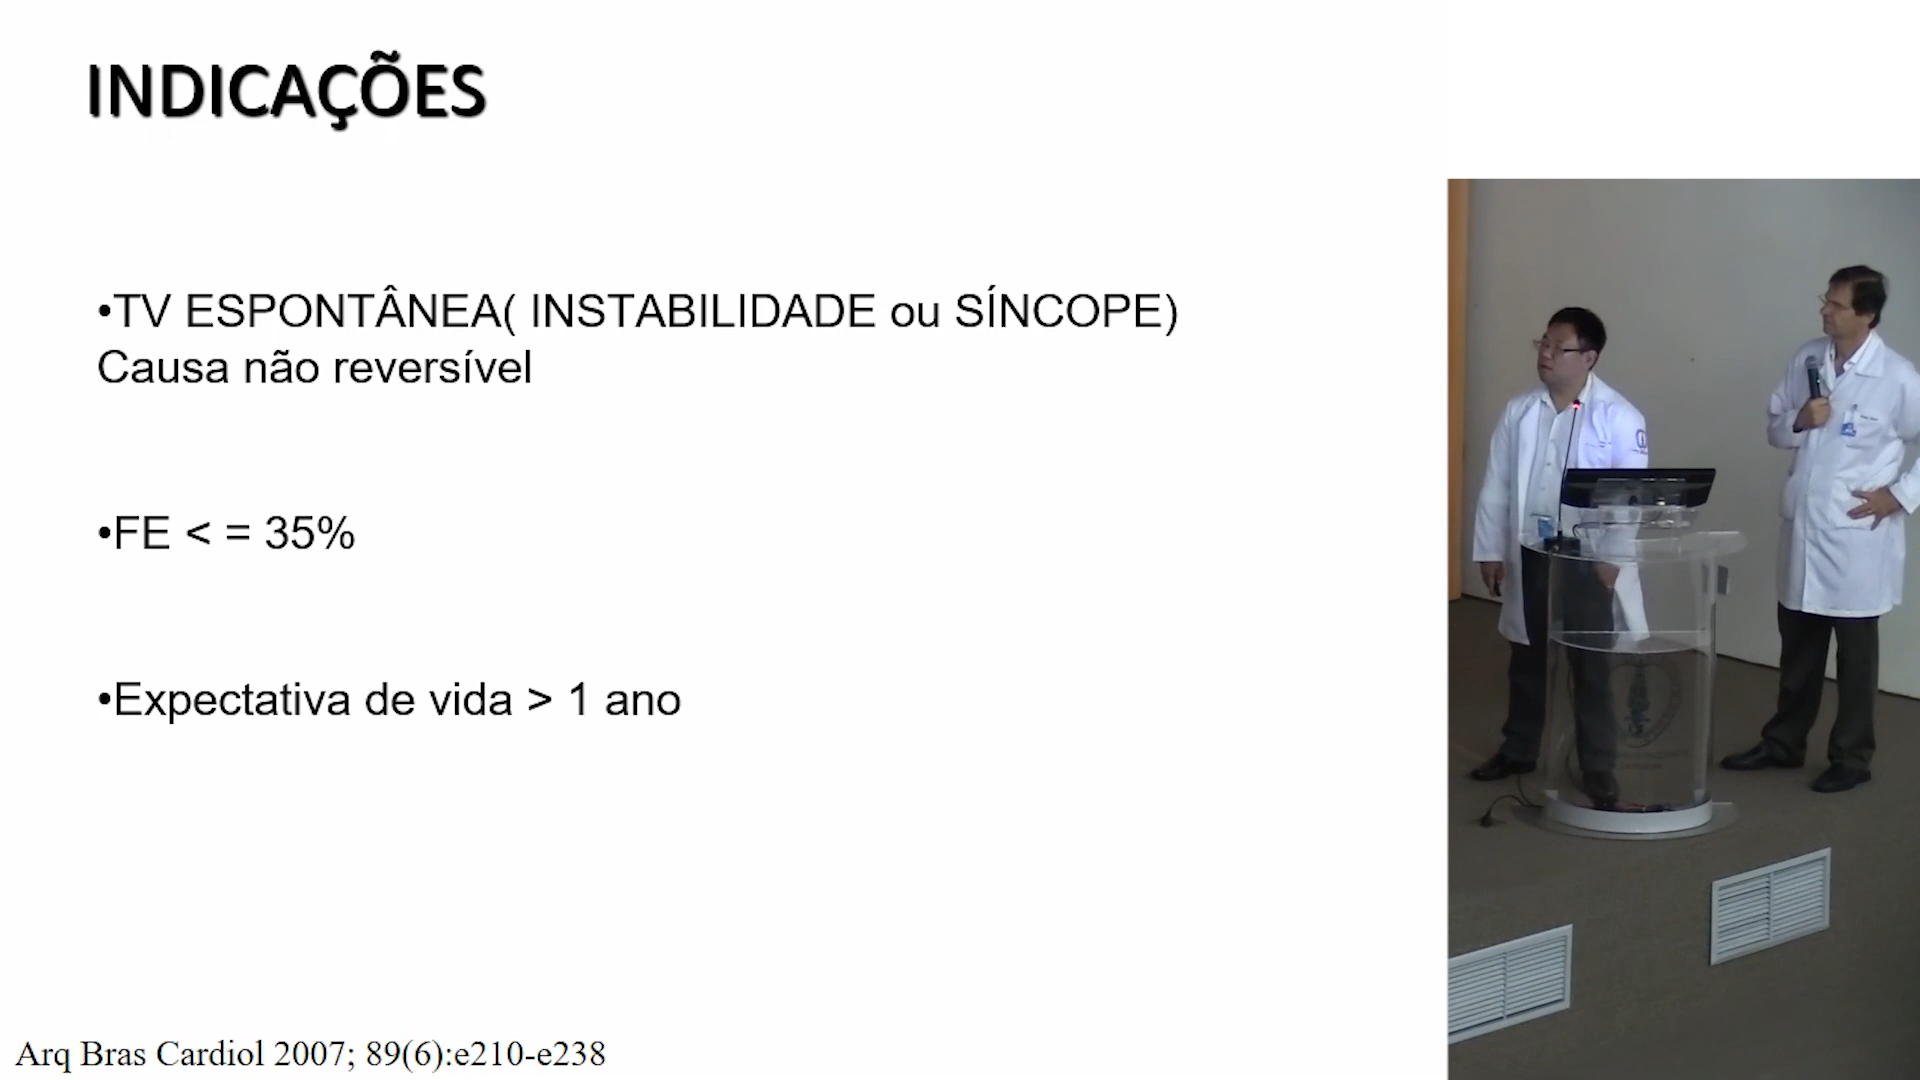 INDICAÇÕES
•TV ESPONTÂNEA( INSTABILIDADE ou SÍNCOPE)
Causa não reversível
•FE < = 35%
•Expectativa de vida > 1 ano
Arq Bras Cardiol 2007; 89(6):e210-e238